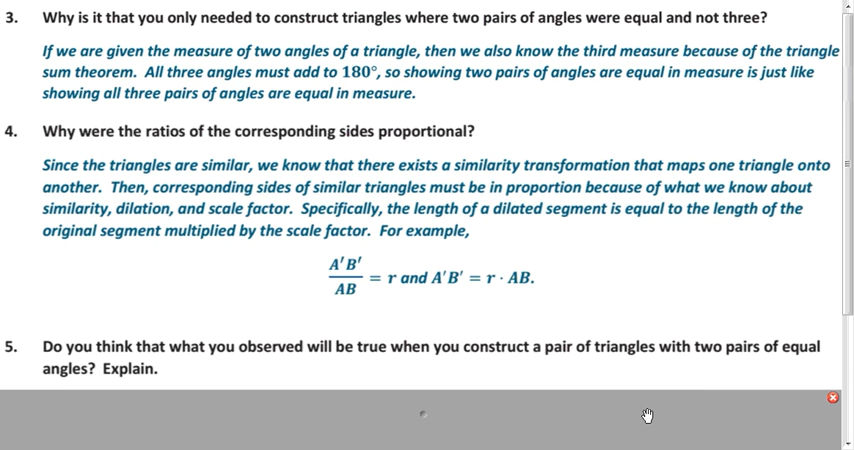 3. Why is it that you only needed to construct triangles where two pairs of angles were equal and not three?
If we are given the measure of two angles of a triangle, then we also know the third measure because of the triangle
sum theorem. All three angles must add to 180°, so showing two pairs of angles are equal in measure is just like
showing all three pairs of angles are equal in measure.
4. Why were the ratios of the corresponding sides proportional?
Since the triangles are similar, we know that there exists a similarity transformation that maps one triangle onto
another. Then, corresponding sides of similar triangles must be in proportion because of what we know about
similarity, dilation, and scale factor. Specifically, the length of a dilated segment is equal to the length of the
original segment multiplied by the scale factor. For example,
A′B′
AB
= r and A′B′ = r · AB.
5. Do you think that what you observed will be true when you construct a pair of triangles with two pairs of equal
angles? Explain.